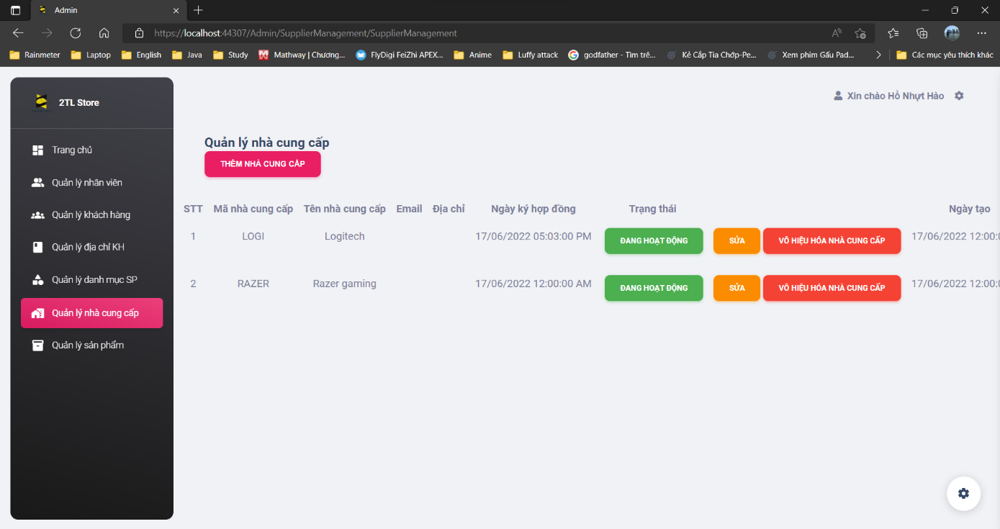 Admin
https://localhost:44307/Admin/SupplierManagement/SupplierManagement
Rainmeter Laptop English Java Study Mathway | Chương... FlyDigi FeiZhi APEX... Anime Luffy attack godfather - Tìm trê... Kẻ Cắp Tia Chớp-Pe... Xem phim Gấu Pad... Các mục yêu thích khác
2TL Store
Xin chào Hồ Nhựt Hào
Trang chủ
Quản lý nhân viên
Quản lý khách hàng
Quản lý địa chỉ KH
Quản lý danh mục SP
Quản lý nhà cung cấp
Quản lý sản phẩm
Quản lý nhà cung cấp
THÊM NHÀ CUNG CẤP
STT Mã nhà cung cấp Tên nhà cung cấp Email Địa chỉ Ngày ký hợp đồng Trạng thái Ngày tạo
1 LOGI Logitech 17/06/2022 05:03:00 PM ĐANG HOẠT ĐỘNG SỬA VÔ HIỆU HÓA NHÀ CUNG CẤP 17/06/2022 12:00:0
2 RAZER Razer gaming 17/06/2022 12:00:00 AM ĐANG HOẠT ĐỘNG SỬA VÔ HIỆU HÓA NHÀ CUNG CẤP 17/06/2022 12:00:0